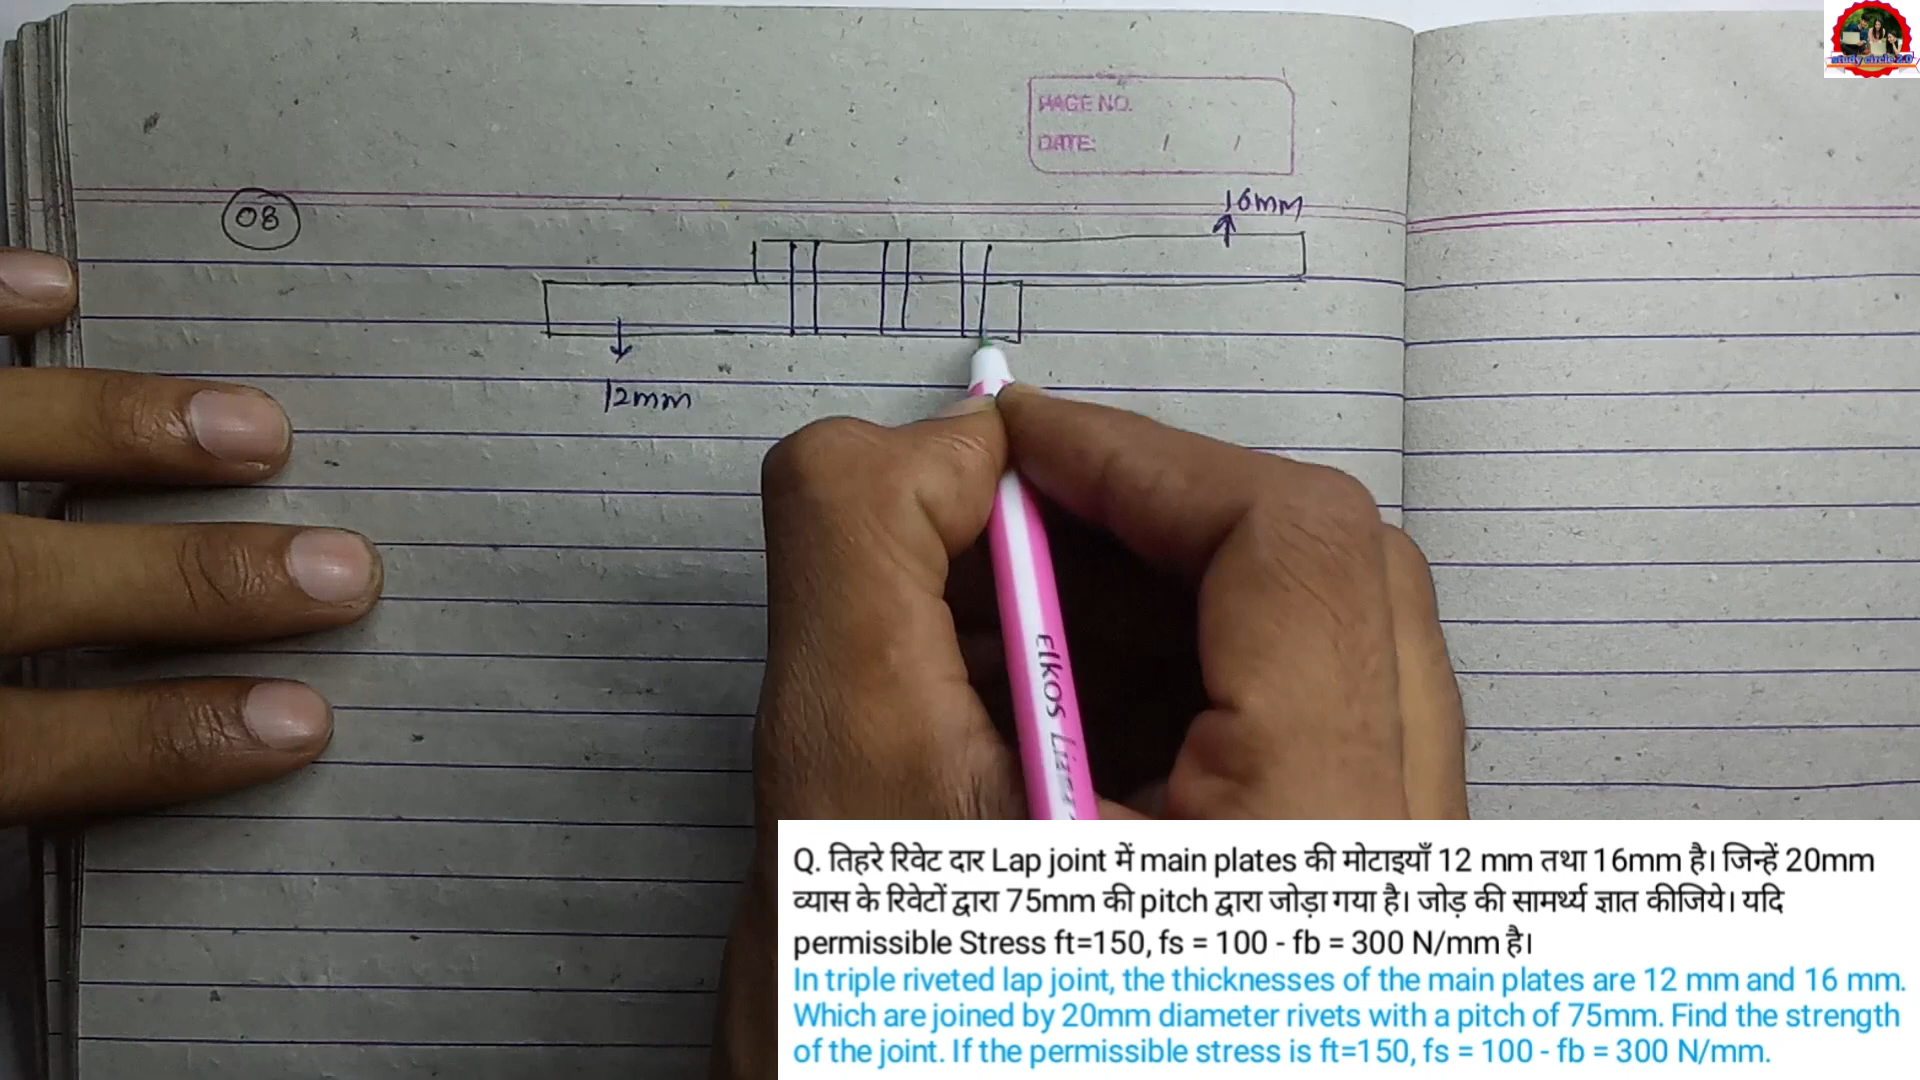 study circle 2.0
PAGE NO.
DATE: / /
08
16mm
12mm
Elkos
Q. तिहरे रिवेट दार Lap joint में main plates की मोटाइयाँ 12 mm तथा 16mm है। जिन्हें 20mm
व्यास के रिवेटों द्वारा 75mm की pitch द्वारा जोड़ा गया है। जोड़ की सामर्थ्य ज्ञात कीजिये। यदि
permissible Stress ft=150, fs = 100 - fb = 300 N/mm है।
In triple riveted lap joint, the thicknesses of the main plates are 12 mm and 16 mm.
Which are joined by 20mm diameter rivets with a pitch of 75mm. Find the strength
of the joint. If the permissible stress is ft=150, fs = 100 - fb = 300 N/mm.